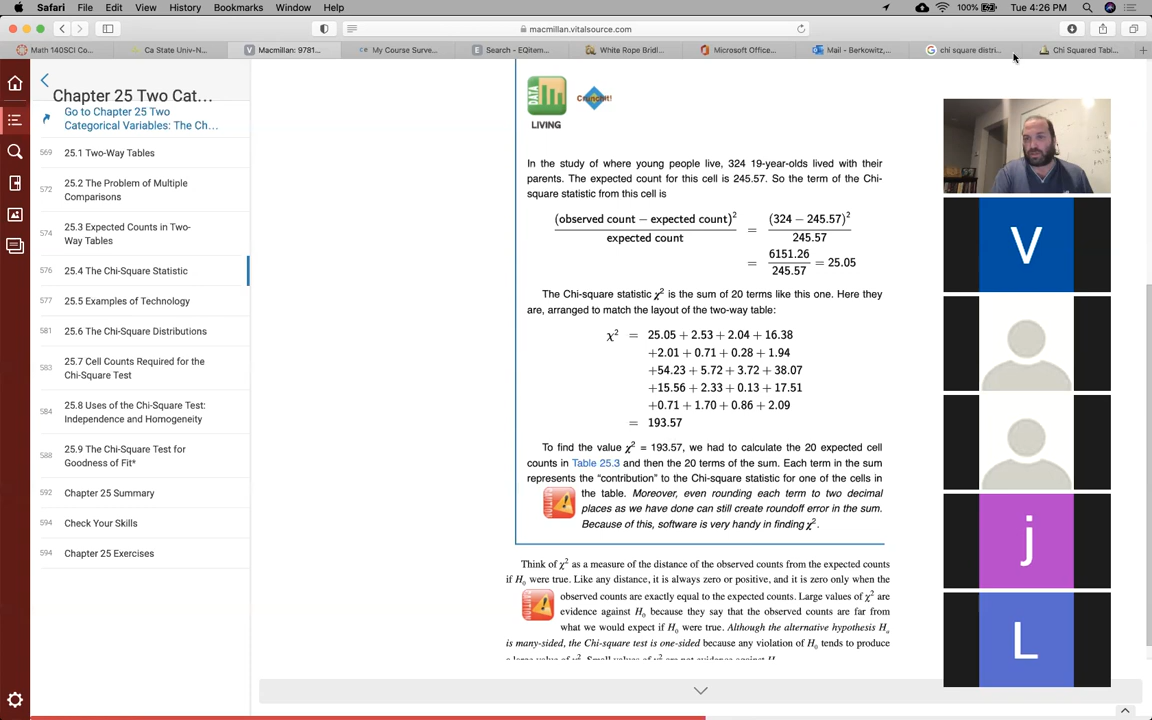 Safari File Edit View History Bookmarks Window Help
100% Tue 4:26 PM
macmillan.vitalsource.com
Math 140SCI Co...
Ca State Univ-N...
Macmillan: 9781...
My Course Surve...
Search - EQitem...
White Rope Bridl...
Microsoft Office...
Mail - Berkowitz,...
chi square distri...
Chi Squared Tabl...
Chapter 25 Two Cat...
Go to Chapter 25 Two
Categorical Variables: The Ch...
569 25.1 Two-Way Tables
572 25.2 The Problem of Multiple
Comparisons
574 25.3 Expected Counts in Two-
Way Tables
576 25.4 The Chi-Square Statistic
577 25.5 Examples of Technology
581 25.6 The Chi-Square Distributions
583 25.7 Cell Counts Required for the
Chi-Square Test
584 25.8 Uses of the Chi-Square Test:
Independence and Homogeneity
588 25.9 The Chi-Square Test for
Goodness of Fit*
592 Chapter 25 Summary
594 Check Your Skills
594 Chapter 25 Exercises
DATA
CrunchIt!
LIVING
In the study of where young people live, 324 19-year-olds lived with their
parents. The expected count for this cell is 245.57. So the term of the Chi-
square statistic from this cell is
(observed count − expected count)² / expected count = (324 − 245.57)² / 245.57
= 6151.26 / 245.57 = 25.05
The Chi-square statistic χ² is the sum of 20 terms like this one. Here they
are, arranged to match the layout of the two-way table:
χ² = 25.05 + 2.53 + 2.04 + 16.38
+2.01 + 0.71 + 0.28 + 1.94
+54.23 + 5.72 + 3.72 + 38.07
+15.56 + 2.33 + 0.13 + 17.51
+0.71 + 1.70 + 0.86 + 2.09
= 193.57
To find the value χ² = 193.57, we had to calculate the 20 expected cell
counts in Table 25.3 and then the 20 terms of the sum. Each term in the sum
represents the “contribution” to the Chi-square statistic for one of the cells in
CAUTION
the table. Moreover, even rounding each term to two decimal
places as we have done can still create roundoff error in the sum.
Because of this, software is very handy in finding χ².
Think of χ² as a measure of the distance of the observed counts from the expected counts
if H₀ were true. Like any distance, it is always zero or positive, and it is zero only when the
CAUTION
observed counts are exactly equal to the expected counts. Large values of χ² are
evidence against H₀ because they say that the observed counts are far from
what we would expect if H₀ were true. Although the alternative hypothesis Hₐ
is many-sided, the Chi-square test is one-sided because any violation of H₀ tends to produce
a large value of χ². Small values of χ² are not evidence against H
V
j
L